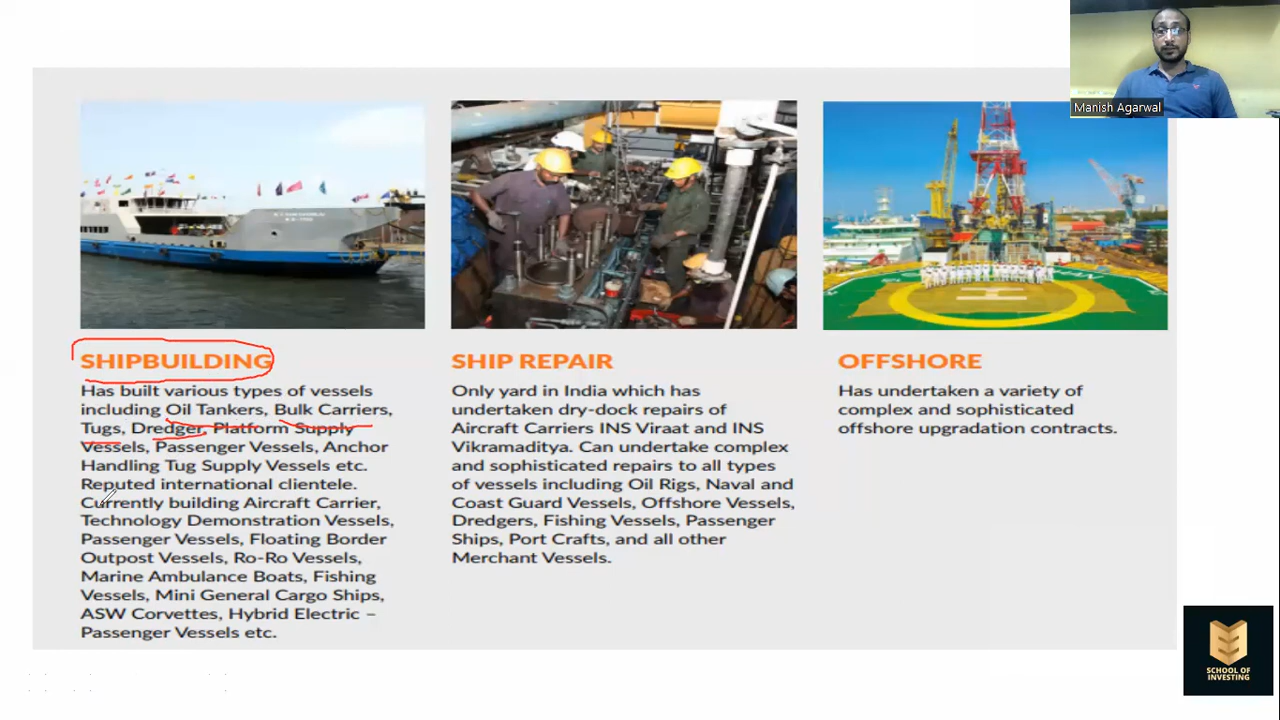 Manish Agarwal
SHIPBUILDING
Has built various types of vessels
including Oil Tankers, Bulk Carriers,
Tugs, Dredger, Platform Supply
Vessels, Passenger Vessels, Anchor
Handling Tug Supply Vessels etc.
Reputed international clientele.
Currently building Aircraft Carrier,
Technology Demonstration Vessels,
Passenger Vessels, Floating Border
Outpost Vessels, Ro-Ro Vessels,
Marine Ambulance Boats, Fishing
Vessels, Mini General Cargo Ships,
ASW Corvettes, Hybrid Electric –
Passenger Vessels etc.
SHIP REPAIR
Only yard in India which has
undertaken dry-dock repairs of
Aircraft Carriers INS Viraat and INS
Vikramaditya. Can undertake complex
and sophisticated repairs to all types
of vessels including Oil Rigs, Naval and
Coast Guard Vessels, Offshore Vessels,
Dredgers, Fishing Vessels, Passenger
Ships, Port Crafts, and all other
Merchant Vessels.
OFFSHORE
Has undertaken a variety of
complex and sophisticated
offshore upgradation contracts.
H
SCHOOL OF
INVESTING